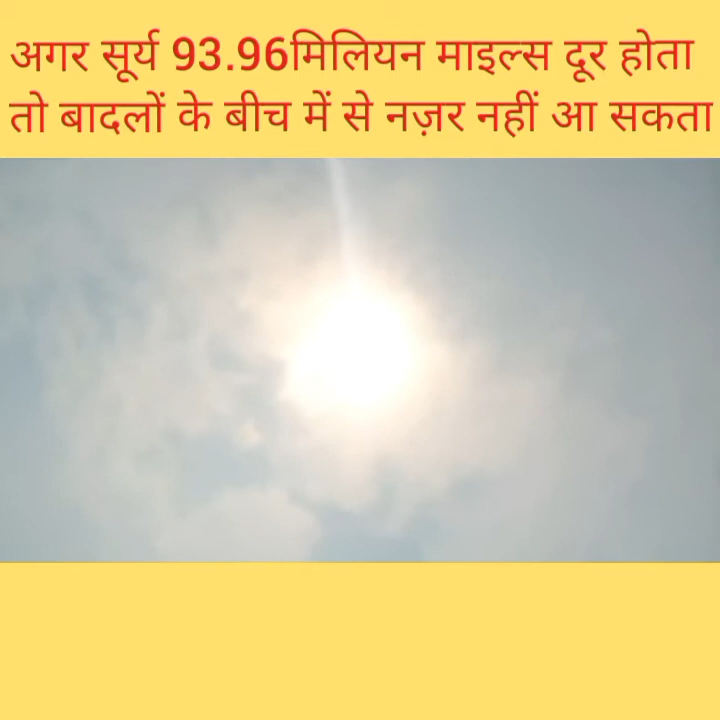 अगर सूर्य 93.96मिलियन माइल्स दूर होता
तो बादलों के बीच में से नज़र नहीं आ सकता